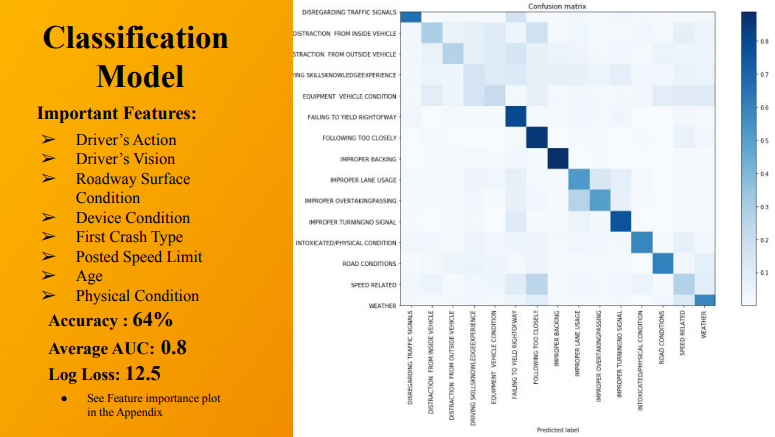 Classification
Model
Important Features:
➢ Driver's Action
➢ Driver's Vision
➢ Roadway Surface
Condition
➢ Device Condition
➢ First Crash Type
➢ Posted Speed Limit
➢ Age
➢ Physical Condition
Accuracy : 64%
Average AUC: 0.8
Log Loss: 12.5
● See Feature importance plot
in the Appendix
Confusion matrix
DISREGARDING TRAFFIC SIGNALS
DISTRACTION FROM INSIDE VEHICLE
STRACTION FROM OUTSIDE VEHICLE
ING SKILLSKNOWLEDGEEXPERIENCE
EQUIPMENT VEHICLE CONDITION
FAILING TO YIELD RIGHTOFWAY
FOLLOWING TOO CLOSELY
IMPROPER BACKING
IMPROPER LANE USAGE
IMPROPER OVERTAKINGPASSING
IMPROPER TURNINGNO SIGNAL
INTOXICATED/PHYSICAL CONDITION
ROAD CONDITIONS
SPEED RELATED
WEATHER
DISREGARDING TRAFFIC SIGNALS
DISTRACTION FROM INSIDE VEHICLE
DISTRACTION FROM OUTSIDE VEHICLE
DRIVING SKILLSKNOWLEDGEEXPERIENCE
EQUIPMENT VEHICLE CONDITION
FAILING TO YIELD RIGHTOFWAY
FOLLOWING TOO CLOSELY
IMPROPER BACKING
IMPROPER LANE USAGE
IMPROPER OVERTAKINGPASSING
IMPROPER TURNINGNO SIGNAL
INTOXICATED/PHYSICAL CONDITION
ROAD CONDITIONS
SPEED RELATED
WEATHER
Predicted label
0.8
0.7
0.6
0.5
0.4
0.3
0.2
0.1